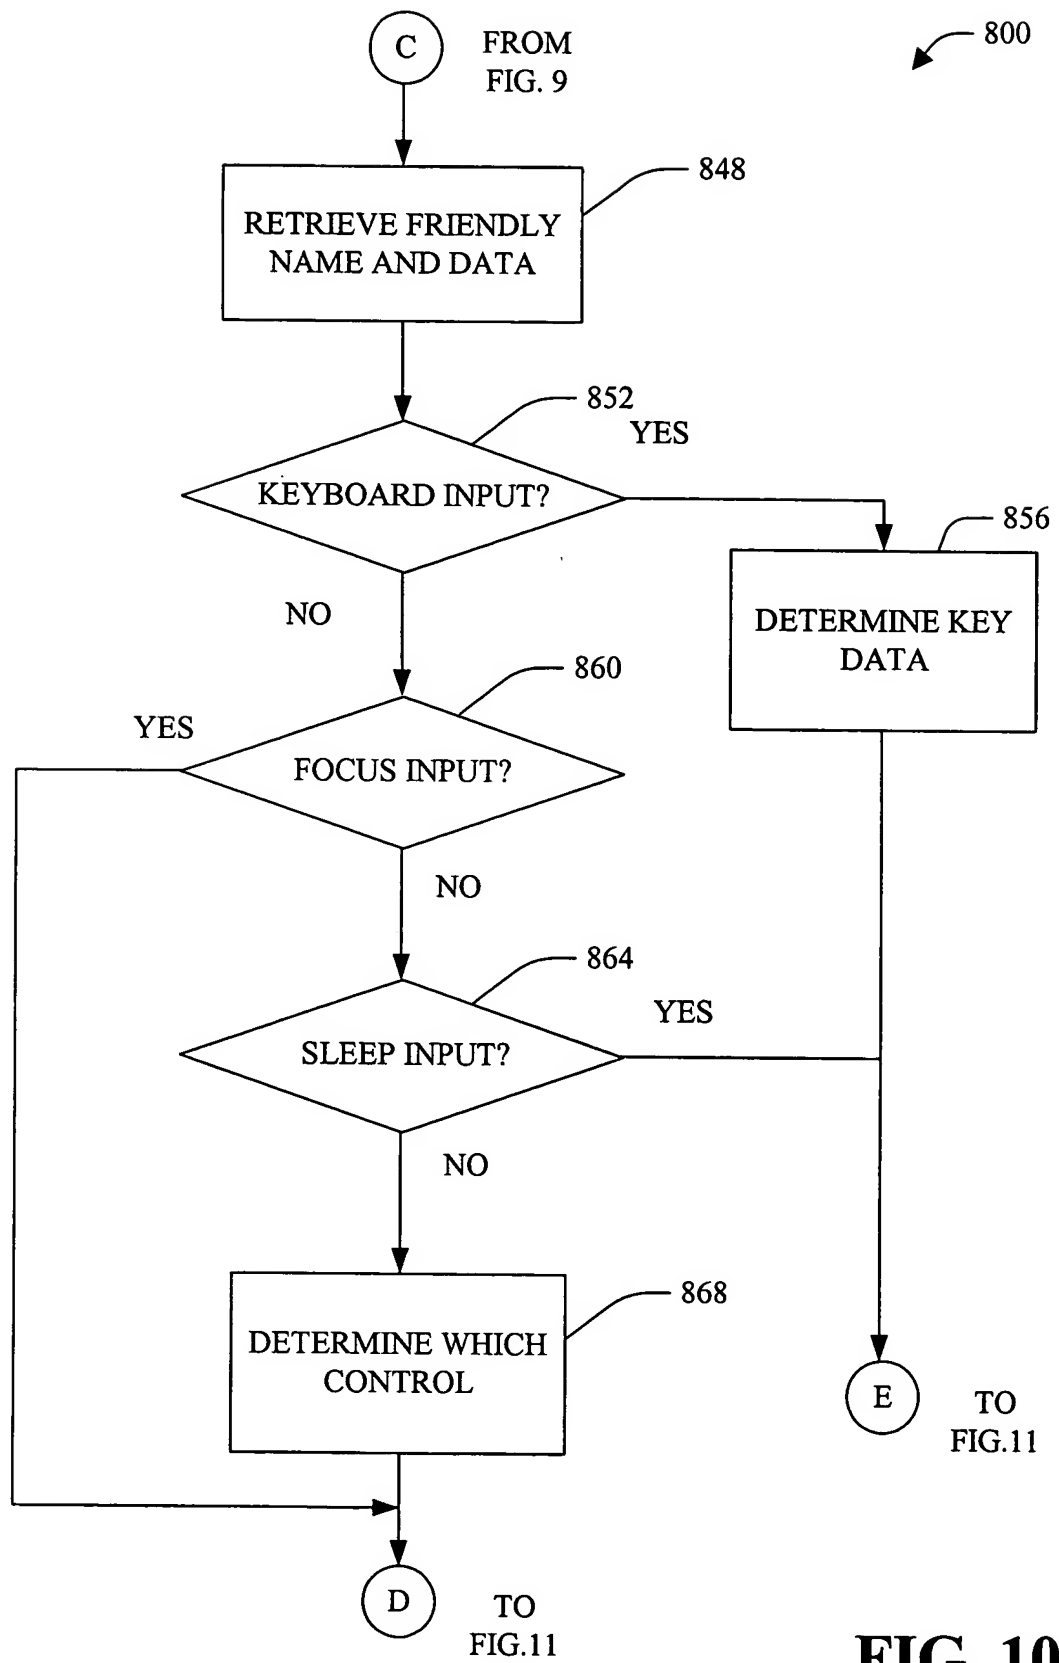 C
FROM
FIG. 9
800
848
RETRIEVE FRIENDLY
NAME AND DATA
852
YES
KEYBOARD INPUT?
856
NO
DETERMINE KEY
DATA
860
YES
FOCUS INPUT?
NO
864
YES
SLEEP INPUT?
NO
868
DETERMINE WHICH
CONTROL
E
TO
FIG.11
D
TO
FIG.11
FIG. 10